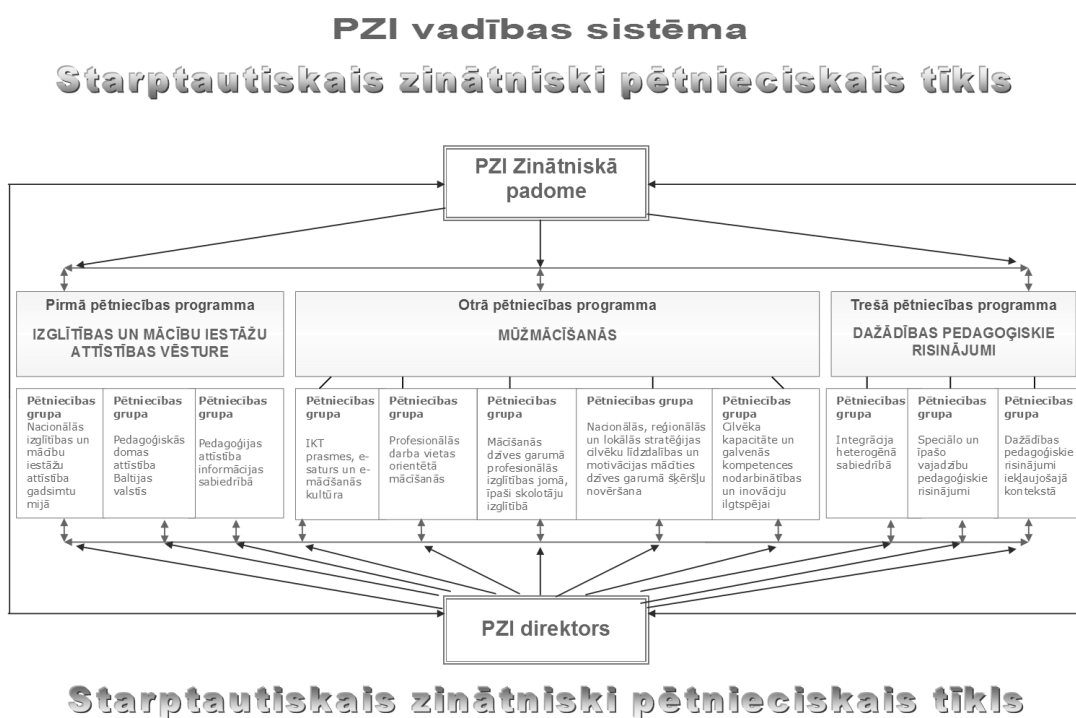 PZI vadības sistēma
Starptautiskais zinātniski pētnieciskais tīkls
PZI Zinātniskā
padome
Pirmā pētniecības programma
IZGLĪTĪBAS UN MĀCĪBU IESTĀŽU
ATTĪSTĪBAS VĒSTURE
Otrā pētniecības programma
MŪŽMĀCĪŠANĀS
Trešā pētniecības programma
DAŽĀDĪBAS PEDAGOĢISKIE
RISINĀJUMI
Pētniecības
grupa
Nacionālās
izglītības un
mācību
iestāžu
attīstība
gadsimtu
mijā
Pētniecības
grupa
Pedagoģiskās
domas
attīstība
Baltijas
valstīs
Pētniecības
grupa
Pedagoģijas
attīstība
informācijas
sabiedrībā
Pētniecības
grupa
IKT
prasmes, e-
saturs un e-
mācīšanās
kultūra
Pētniecības
grupa
Profesionālās
darba vietas
orientētā
mācīšanās
Pētniecības
grupa
Mācīšanās
dzīves garumā
profesionālās
izglītības jomā,
īpaši skolotāju
izglītībā
Pētniecības grupa
Nacionālās, reģionālās
un lokālās stratēģijas
cilvēku līdzdalības un
motivācijas mācīties
dzīves garumā šķēršļu
novēršana
Pētniecības
grupa
Cilvēka
kapacitāte un
galvenās
kompetences
nodarbinātības
un inovāciju
ilgtspējai
Pētniecības
grupa
Integrācija
heterogēnā
sabiedrībā
Pētniecības
grupa
Speciālo un
īpašo
vajadzību
pedagoģiskie
risinājumi
Pētniecības
grupa
Dažādības
pedagoģiskie
risinājumi
iekļaujošajā
kontekstā
PZI direktors
Starptautiskais zinātniski pētnieciskais tīkls